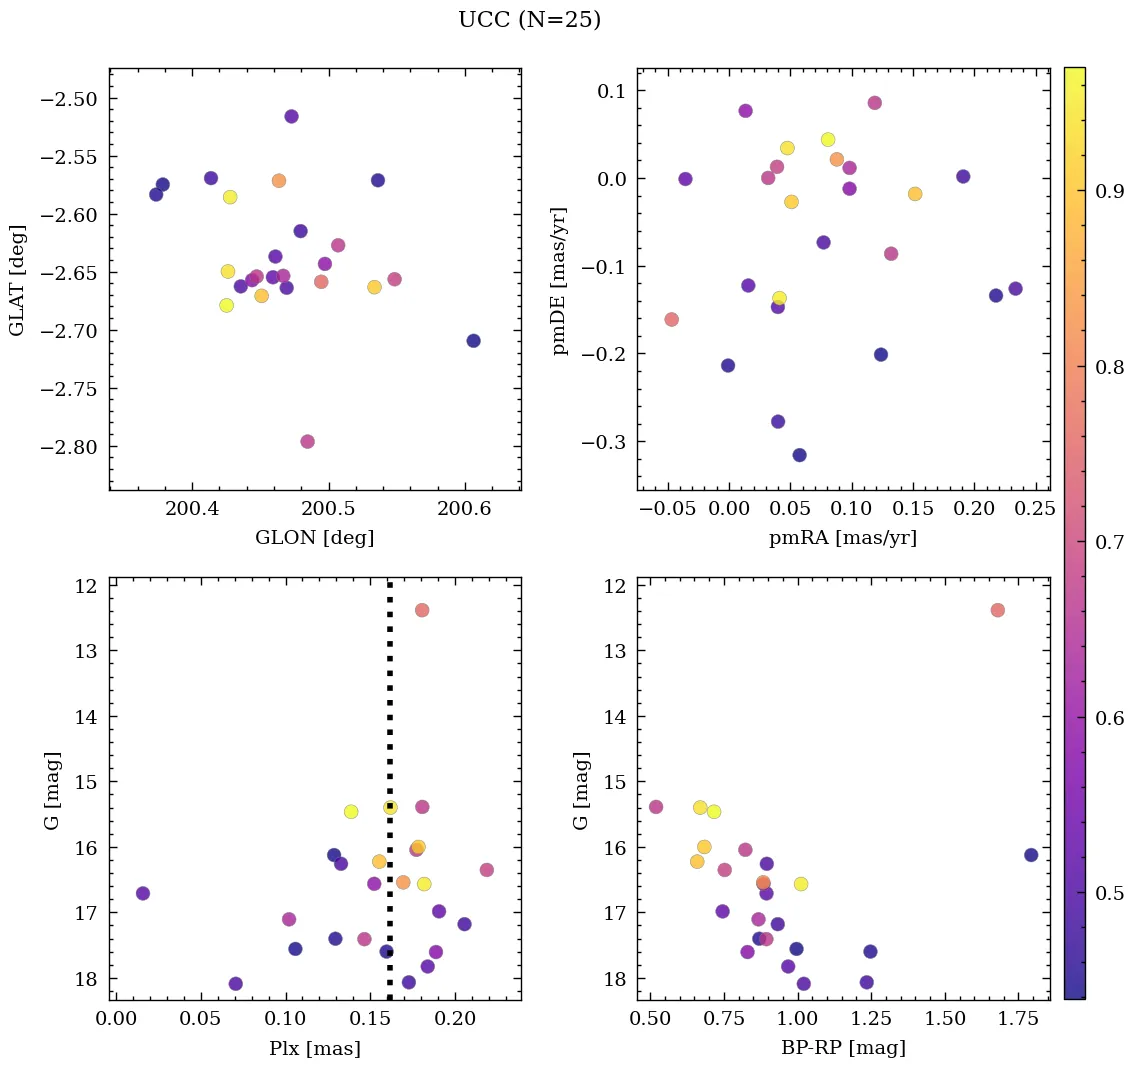 UCC (N=25)
−2.50
−2.55
−2.60
−2.65
−2.70
−2.75
−2.80
GLAT [deg]
200.4 200.5 200.6
GLON [deg]
0.1
0.0
−0.1
−0.2
−0.3
pmDE [mas/yr]
−0.05 0.00 0.05 0.10 0.15 0.20 0.25
pmRA [mas/yr]
0.9
0.8
0.7
0.6
0.5
12
13
14
15
16
17
18
G [mag]
0.00 0.05 0.10 0.15 0.20
Plx [mas]
12
13
14
15
16
17
18
G [mag]
0.50 0.75 1.00 1.25 1.50 1.75
BP-RP [mag]